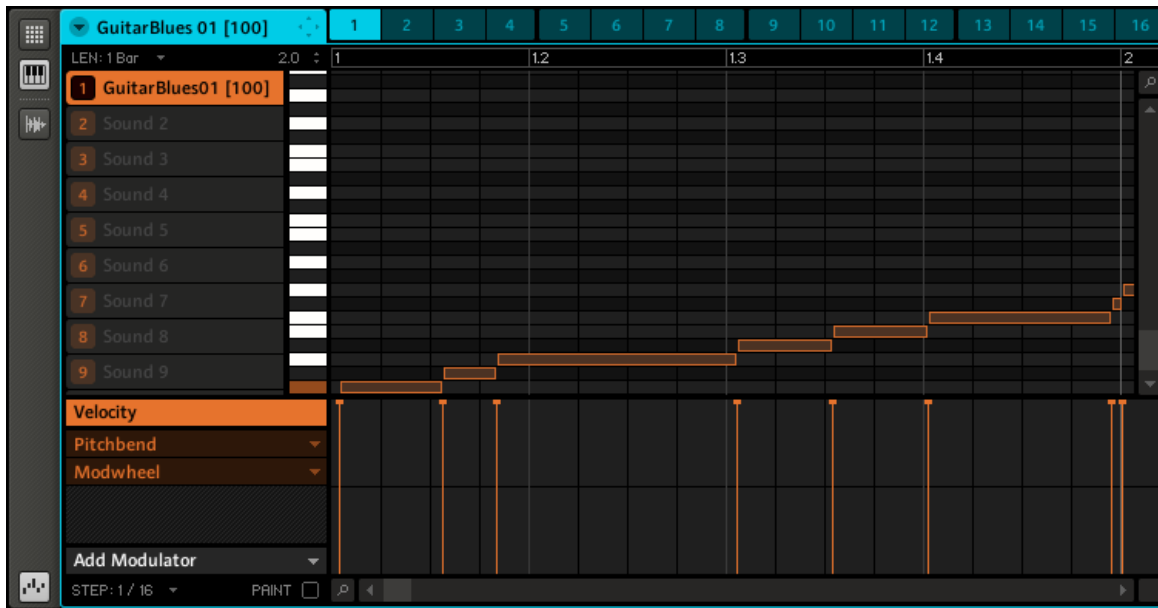 GuitarBlues 01 [100] 1 2 3 4 5 6 7 8 9 10 11 12 13 14 15 16
LEN: 1 Bar 2.0 1 1.2 1.3 1.4 2
1 GuitarBlues01 [100]
2 Sound 2
3 Sound 3
4 Sound 4
5 Sound 5
6 Sound 6
7 Sound 7
8 Sound 8
9 Sound 9
Velocity
Pitchbend
Modwheel
Add Modulator
STEP: 1 / 16 PAINT